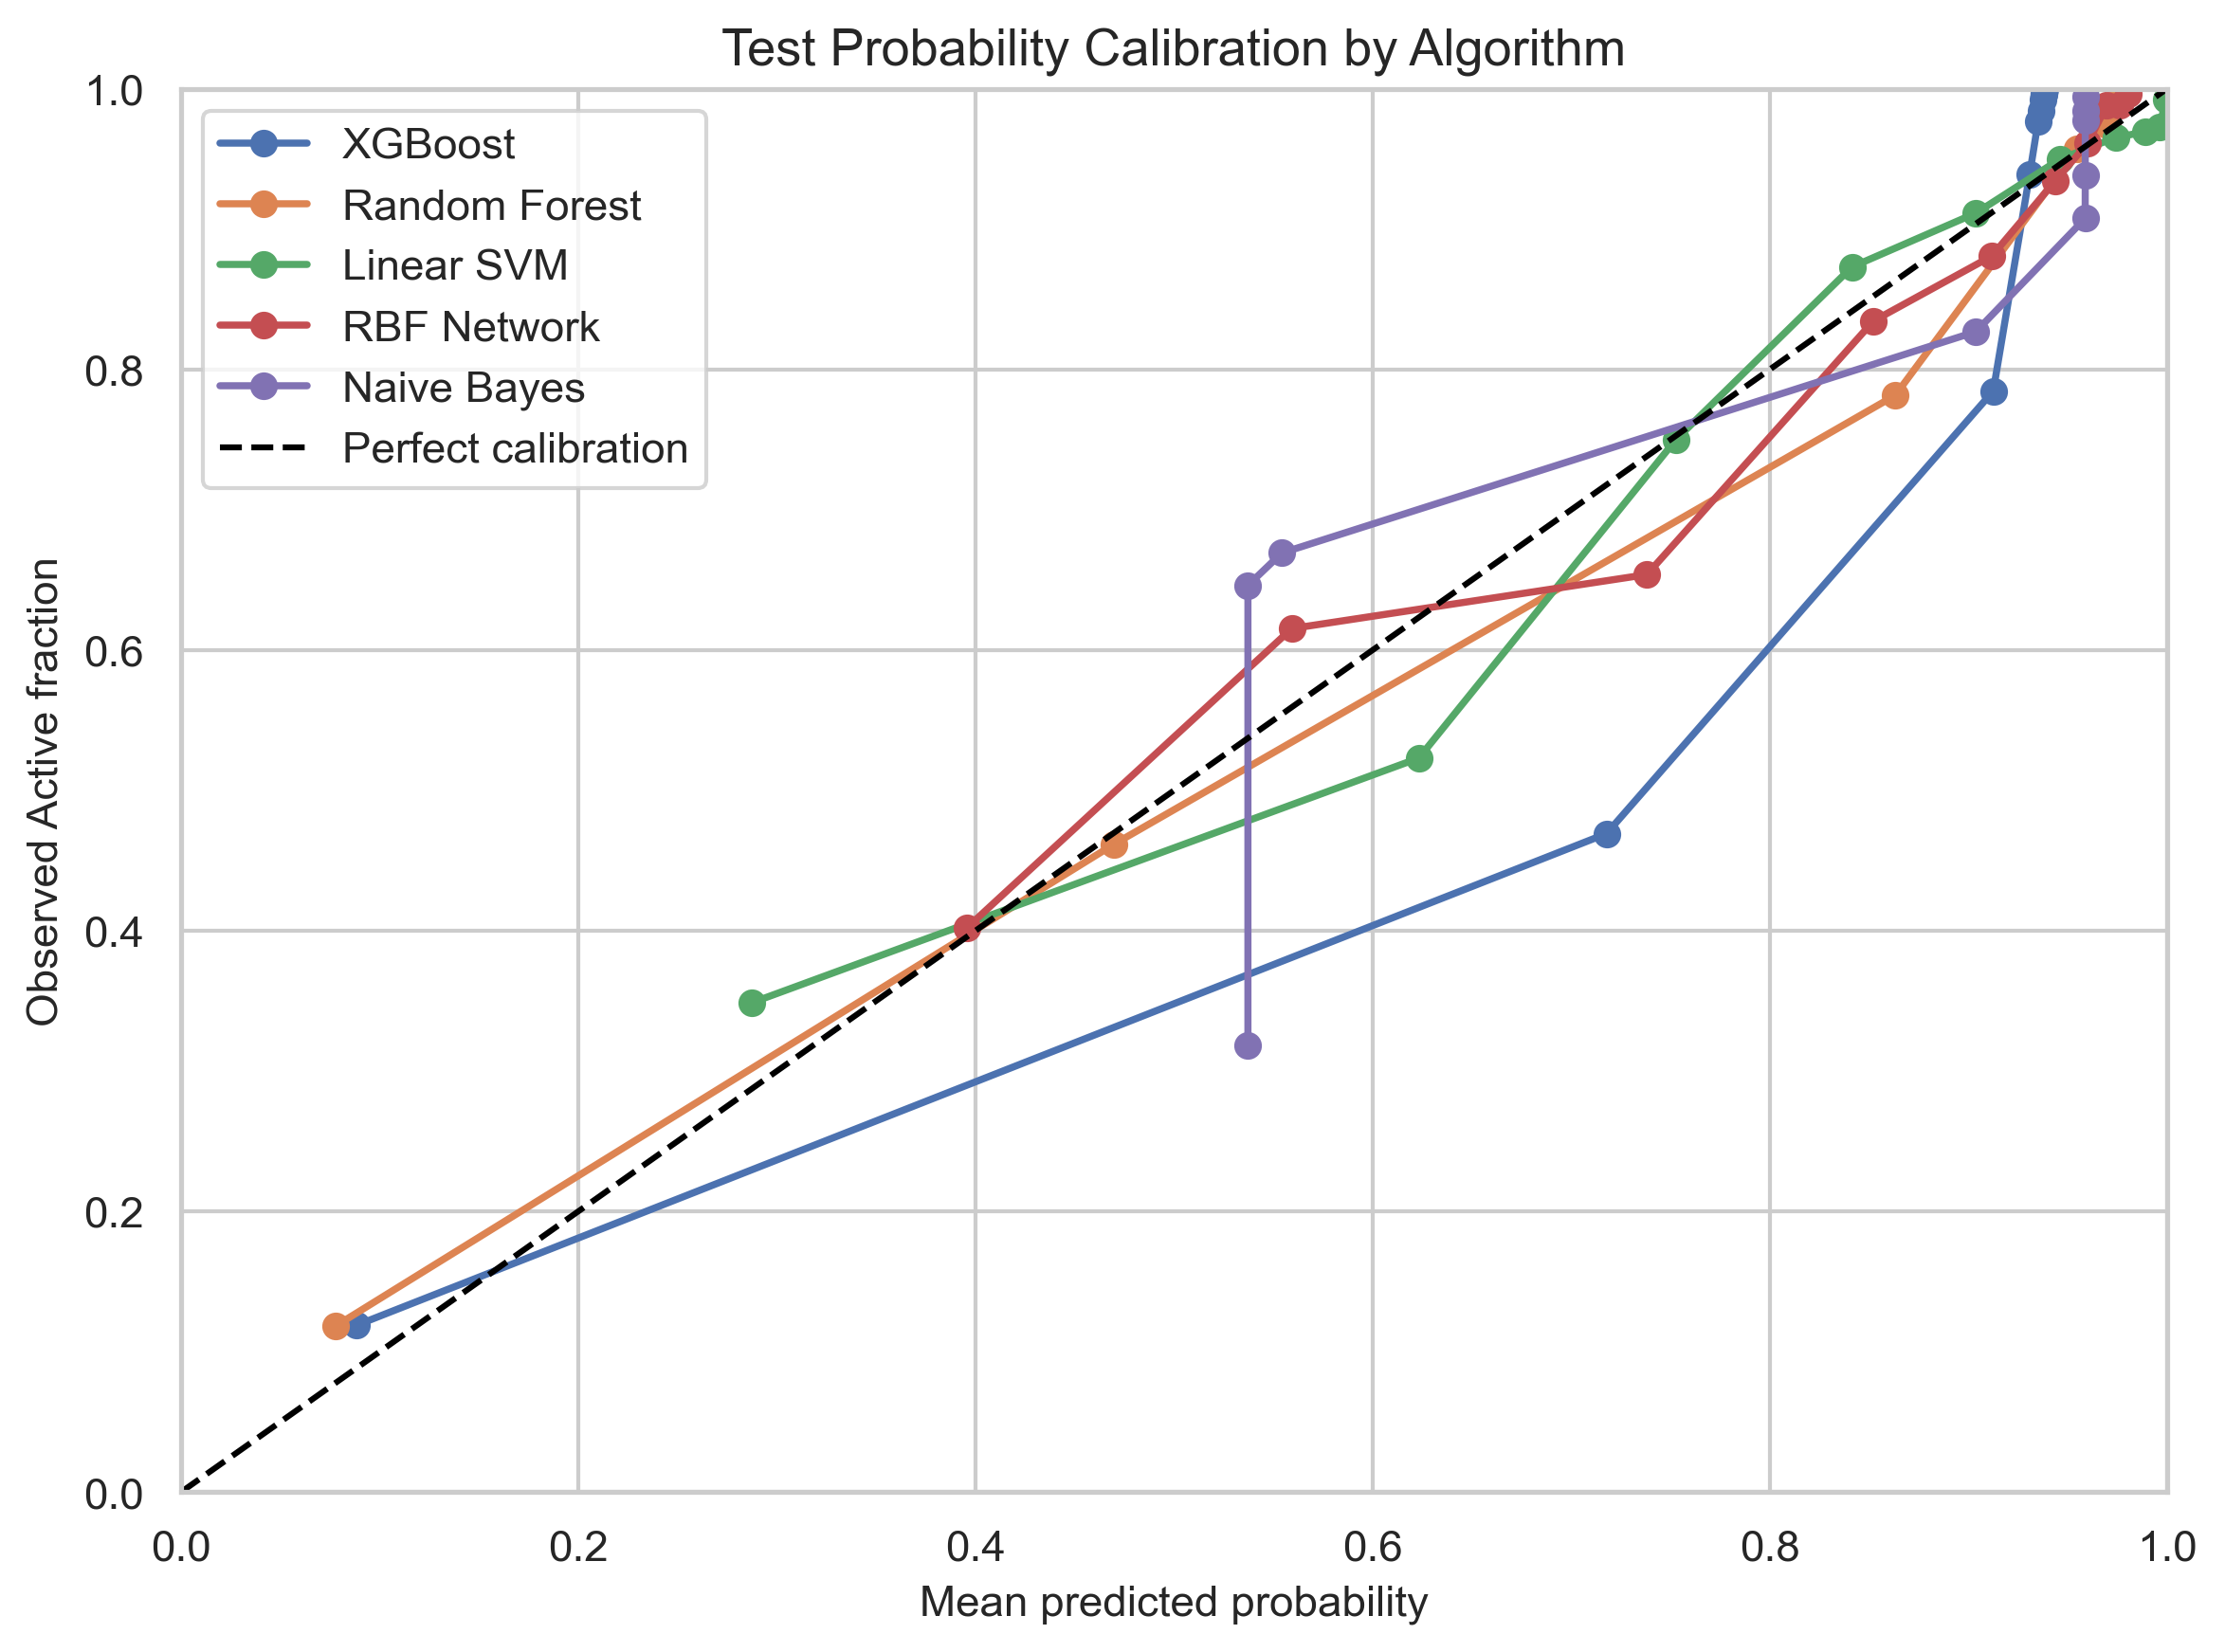 Test Probability Calibration by Algorithm
1.0
0.8
0.6
0.4
0.2
0.0
Observed Active fraction
XGBoost
Random Forest
Linear SVM
RBF Network
Naive Bayes
Perfect calibration
0.0 0.2 0.4 0.6 0.8 1.0
Mean predicted probability